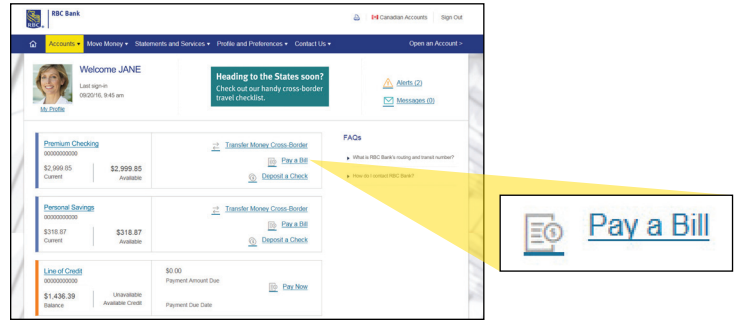 RBC Bank
RBC
Canadian Accounts
Sign Out
Accounts
Move Money
Statements and Services
Profile and Preferences
Contact Us
Open an Account >
Welcome JANE
Last sign-in
09/20/16, 9:45 am
My Profile
Heading to the States soon?
Check out our handy cross-border
travel checklist.
Alerts (2)
Messages (0)
Premium Checking
00000000000
$2,999.85
Current
$2,999.85
Available
Transfer Money Cross-Border
Pay a Bill
Deposit a Check
FAQs
What is RBC Bank's routing and transit number?
How do I contact RBC Bank?
Pay a Bill
Personal Savings
00000000000
$318.87
Current
$318.87
Available
Transfer Money Cross-Border
Pay a Bill
Deposit a Check
Line of Credit
00000000000
$1,436.39
Balance
Unavailable
Available Credit
$0.00
Payment Amount Due
Payment Due Date
Pay Now